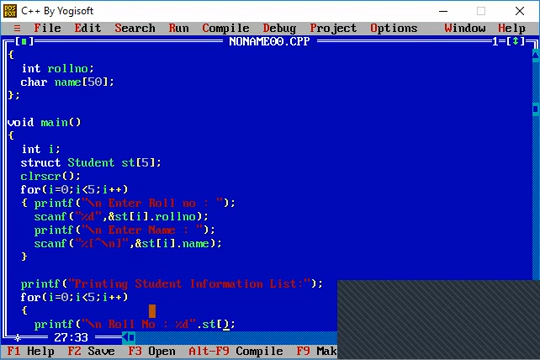 C++ By Yogisoft
≡ File Edit Search Run Compile Debug Project Options Window Help
NONAME00.CPP 1=[↕]
{
int rollno;
char name[50];
};
void main()
{
int i;
struct Student st[5];
clrscr();
for(i=0;i<5;i++)
{ printf("\n Enter Roll no : ");
scanf("%d",&st[i].rollno);
printf("\n Enter Name : ");
scanf("%[^\n]",&st[i].name);
}
printf("Printing Student Information List:");
for(i=0;i<5;i++)
{
printf("\n Roll No : %d".st[);
27:33
F1 Help F2 Save F3 Open Alt-F9 Compile F9 Mak